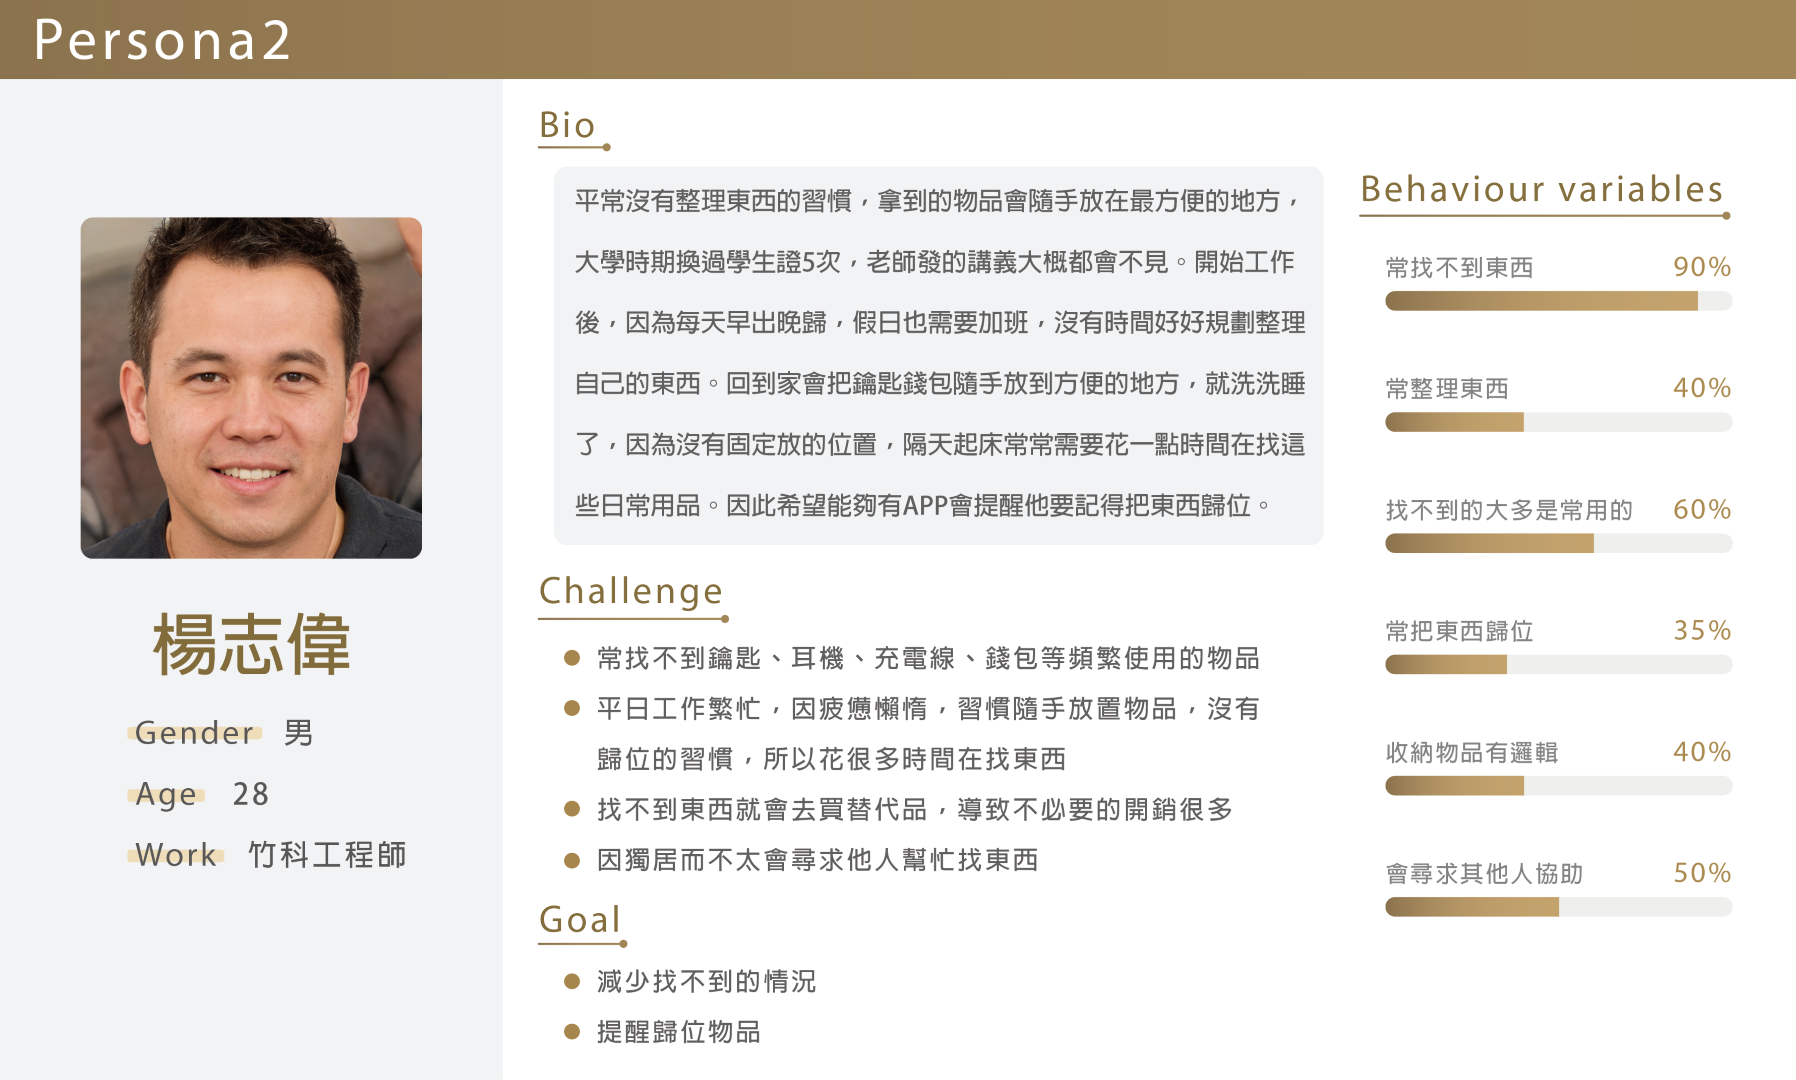 Persona2
楊志偉
Gender 男
Age 28
Work 竹科工程師
Bio
平常沒有整理東西的習慣，拿到的物品會隨手放在最方便的地方，
大學時期換過學生證5次，老師發的講義大概都會不見。開始工作
後，因為每天早出晚歸，假日也需要加班，沒有時間好好規劃整理
自己的東西。回到家會把鑰匙錢包隨手放到方便的地方，就洗洗睡
了，因為沒有固定放的位置，隔天起床常常需要花一點時間在找這
些日常用品。因此希望能夠有APP會提醒他要記得把東西歸位。
Challenge
常找不到鑰匙、耳機、充電線、錢包等頻繁使用的物品
平日工作繁忙，因疲憊懶惰，習慣隨手放置物品，沒有
歸位的習慣，所以花很多時間在找東西
找不到東西就會去買替代品，導致不必要的開銷很多
因獨居而不太會尋求他人幫忙找東西
Goal
減少找不到的情況
提醒歸位物品
Behaviour variables
常找不到東西 90%
常整理東西 40%
找不到的大多是常用的 60%
常把東西歸位 35%
收納物品有邏輯 40%
會尋求其他人協助 50%